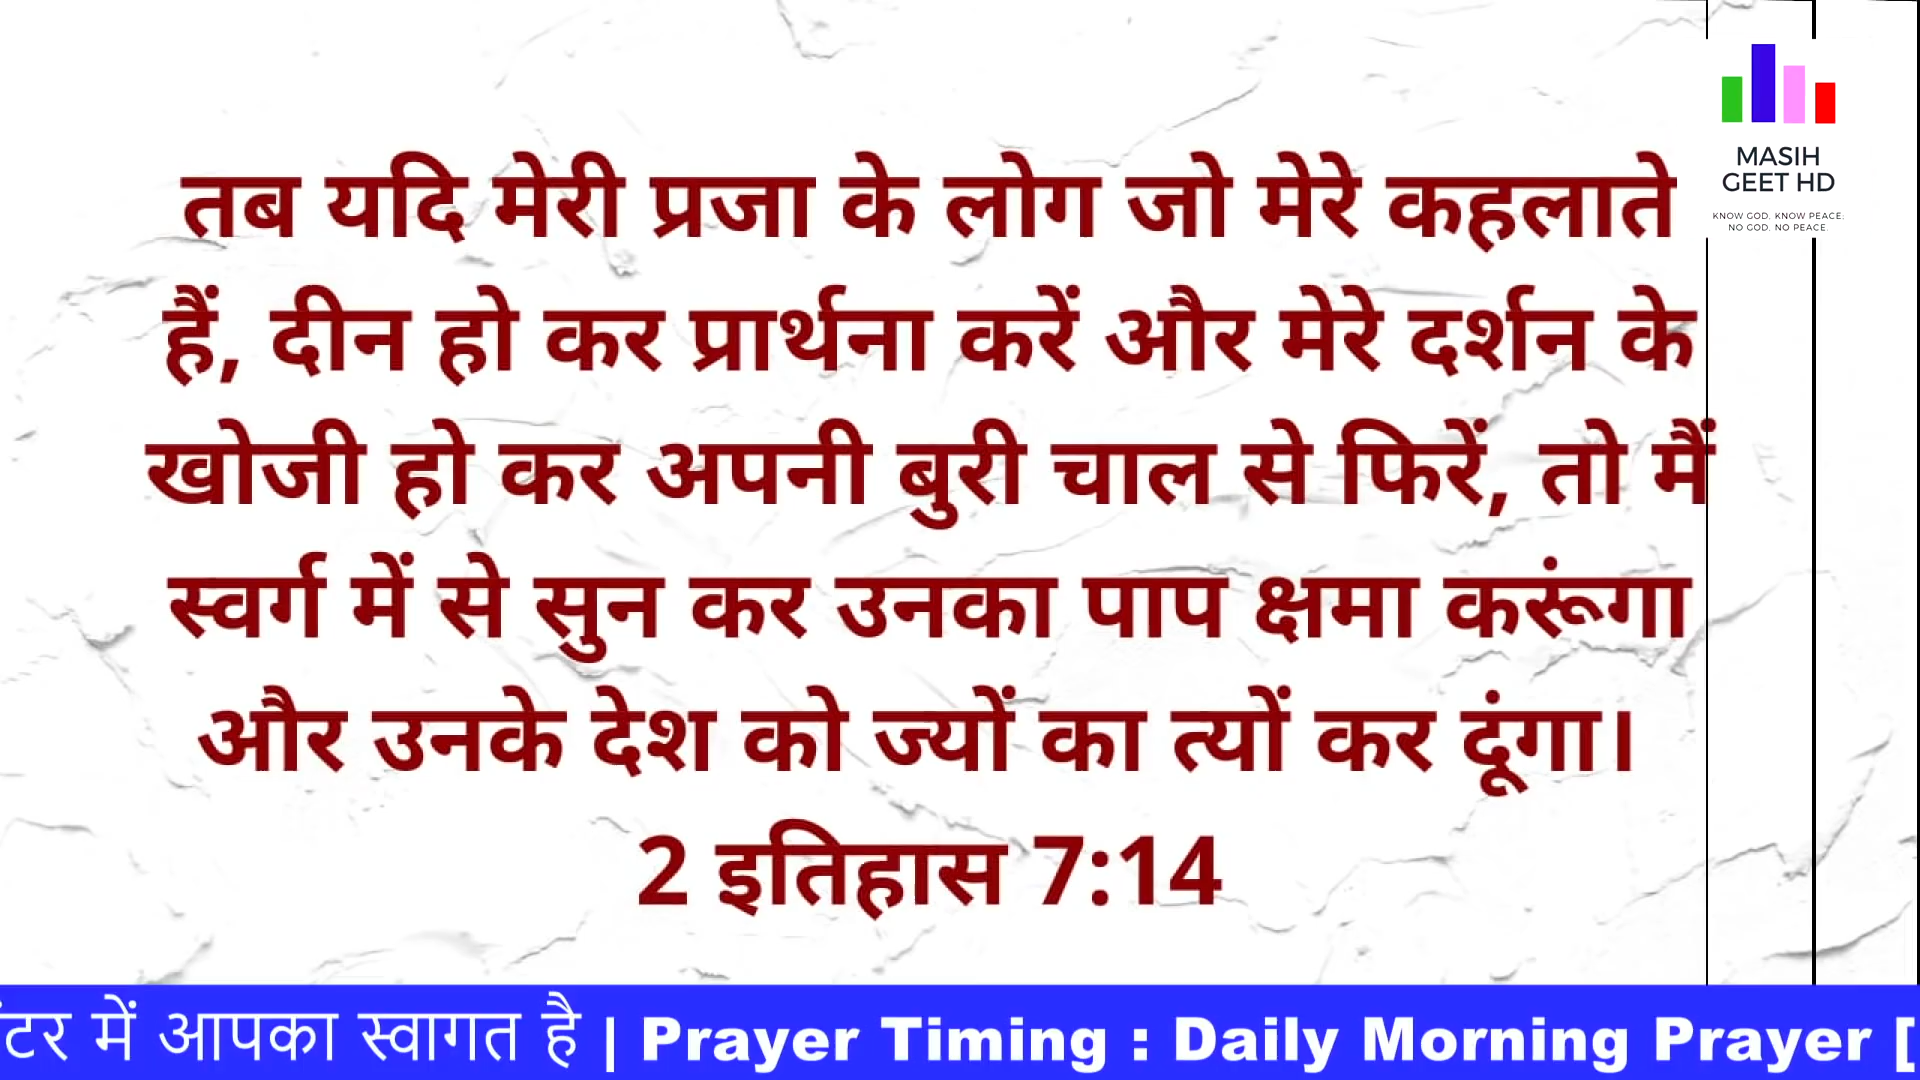 तब यदि मेरी प्रजा के लोग जो मेरे कहलाते
हैं, दीन हो कर प्रार्थना करें और मेरे दर्शन के
खोजी हो कर अपनी बुरी चाल से फिरें, तो मैं
स्वर्ग में से सुन कर उनका पाप क्षमा करूंगा
और उनके देश को ज्यों का त्यों कर दूंगा।
2 इतिहास 7:14
MASIH
GEET HD
KNOW GOD. KNOW PEACE.
NO GOD. NO PEACE.
में आपका स्वागत है | Prayer Timing : Daily Morning Prayer [